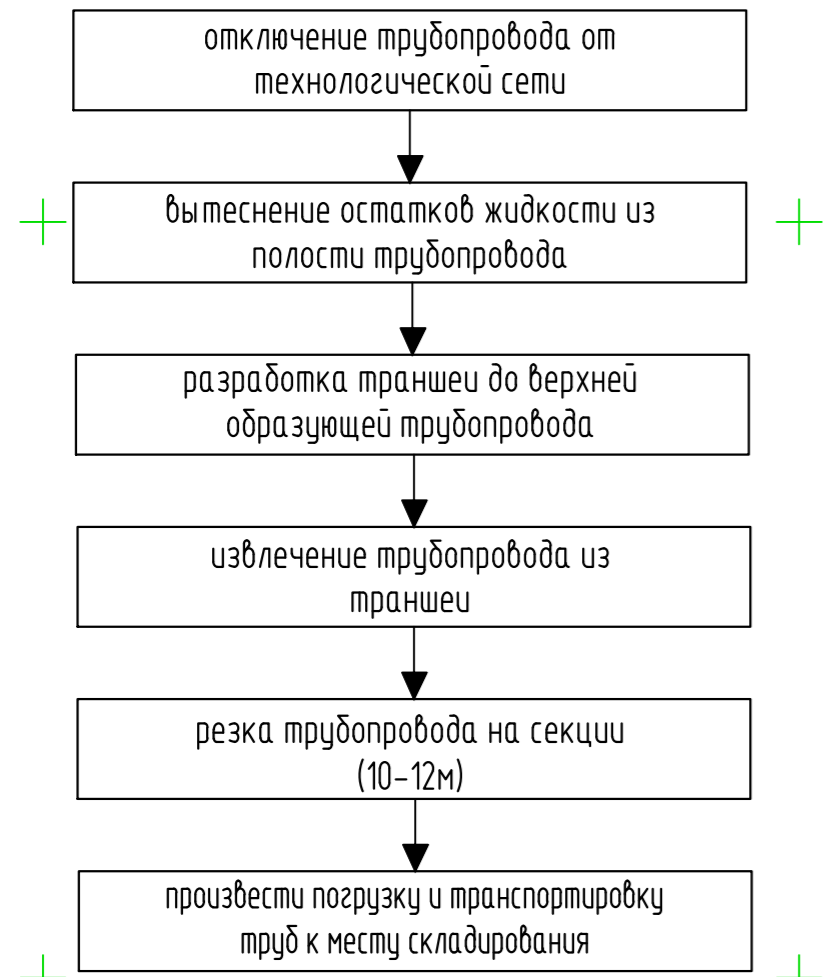 отключение трубопровода от
технологической сети
вытеснение остатков жидкости из
полости трубопровода
разработка траншеи до верхней
образующей трубопровода
извлечение трубопровода из
траншеи
резка трубопровода на секции
(10-12м)
произвести погрузку и транспортировку
труб к месту складирования